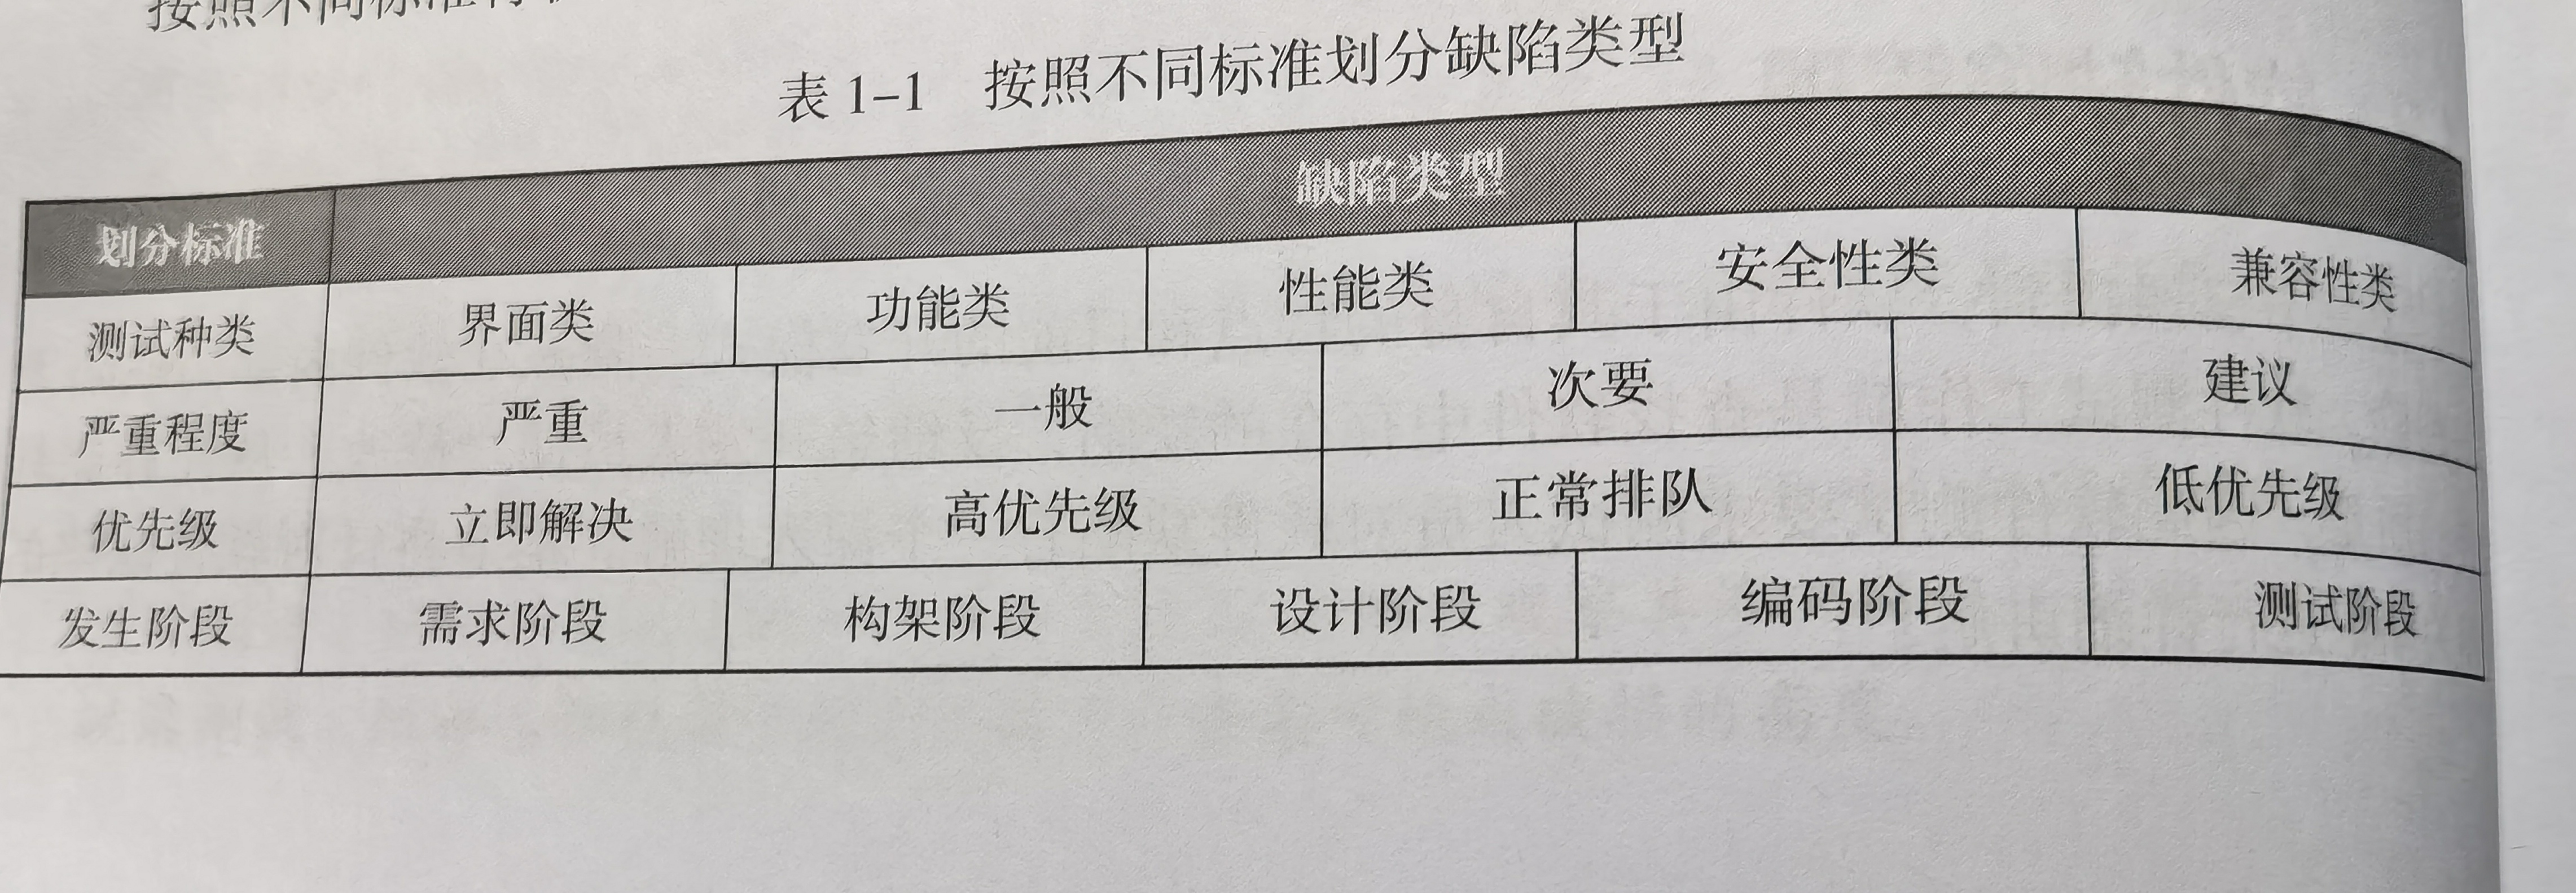 按照不同标准
表 1-1 按照不同标准划分缺陷类型
划分标准 缺陷类型
测试种类 界面类 功能类 性能类 安全性类 兼容性类
严重程度 严重 一般 次要 建议
优先级 立即解决 高优先级 正常排队 低优先级
发生阶段 需求阶段 构架阶段 设计阶段 编码阶段 测试阶段